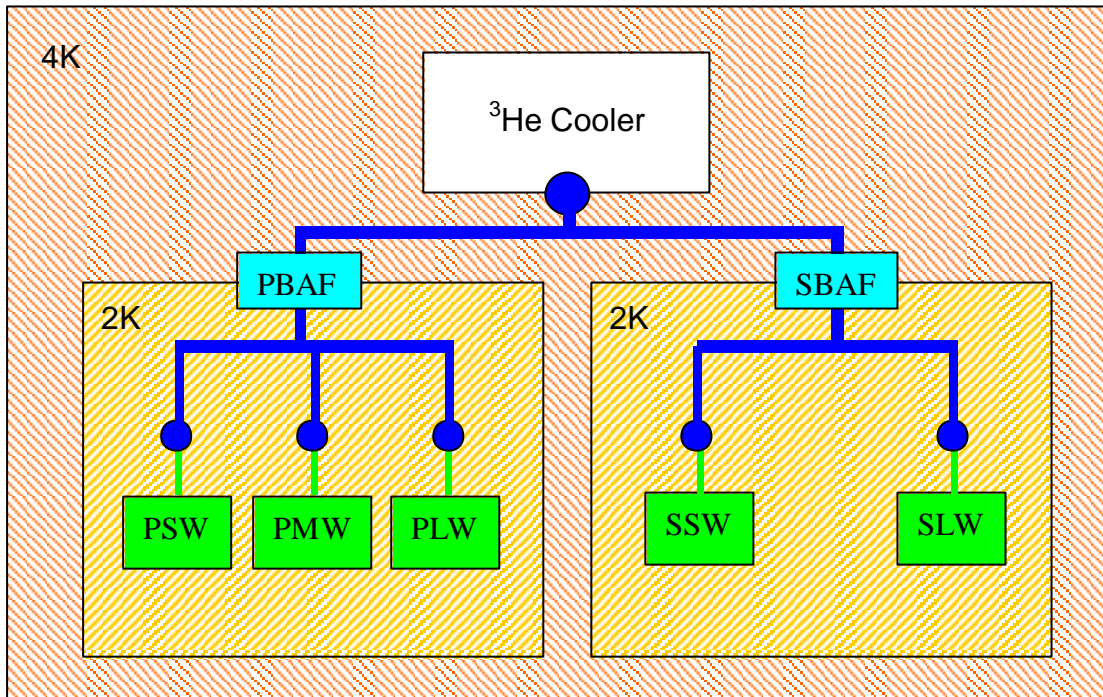 4K
³He Cooler
PBAF
SBAF
2K
2K
PSW
PMW
PLW
SSW
SLW